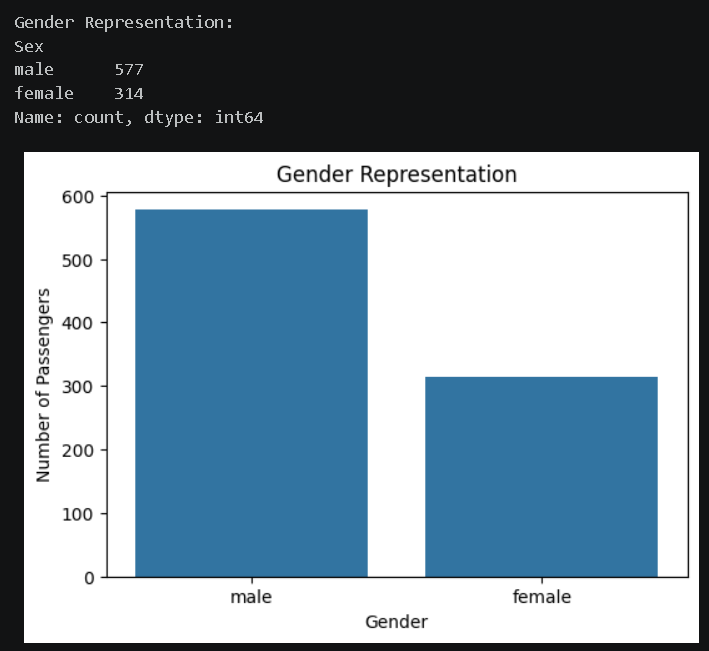 Gender Representation:
Sex
male      577
female    314
Name: count, dtype: int64
Gender Representation
600
500
400
300
200
100
0
Number of Passengers
male female
Gender